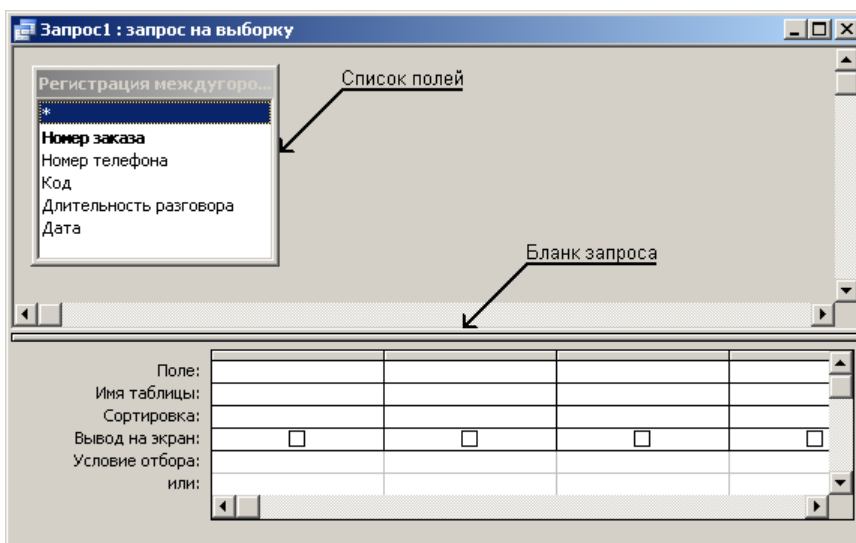 Запрос1 : запрос на выборку
Регистрация междугоро...
Список полей
*
Номер заказа
Номер телефона
Код
Длительность разговора
Дата
Бланк запроса
Поле:
Имя таблицы:
Сортировка:
Вывод на экран:
Условие отбора:
или: